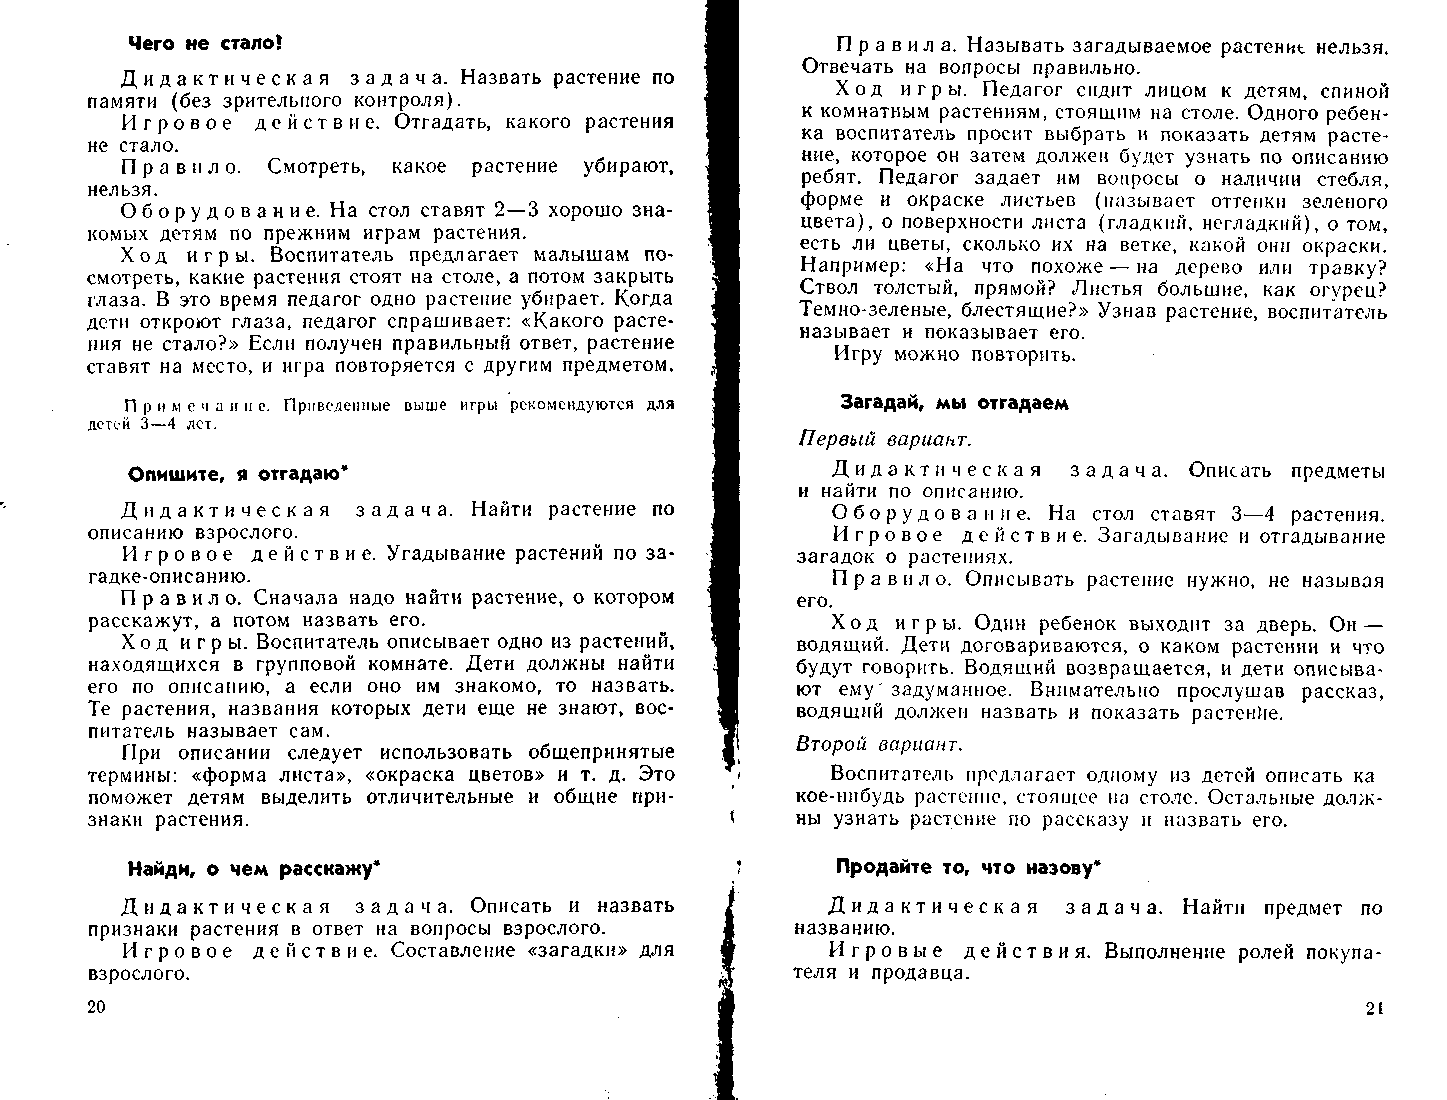 Чего не стало?
Дидактическая задача. Назвать растение по
памяти (без зрительного контроля).
Игровое действие. Отгадать, какого растения
не стало.
Правило. Смотреть, какое растение убирают,
нельзя.
Оборудование. На стол ставят 2—3 хорошо зна-
комых детям по прежним играм растения.
Ход игры. Воспитатель предлагает малышам по-
смотреть, какие растения стоят на столе, а потом закрыть
глаза. В это время педагог одно растение убирает. Когда
дети откроют глаза, педагог спрашивает: «Какого расте-
ния не стало?» Если получен правильный ответ, растение
ставят на место, и игра повторяется с другим предметом.
Примечание. Приведенные выше игры рекомендуются для
детей 3—4 лет.
Опишите, я отгадаю*
Дидактическая задача. Найти растение по
описанию взрослого.
Игровое действие. Угадывание растений по за-
гадке-описанию.
Правило. Сначала надо найти растение, о котором
расскажут, а потом назвать его.
Ход игры. Воспитатель описывает одно из растений,
находящихся в групповой комнате. Дети должны найти
его по описанию, а если оно им знакомо, то назвать.
Те растения, названия которых дети еще не знают, вос-
питатель называет сам.
При описании следует использовать общепринятые
термины: «форма листа», «окраска цветов» и т. д. Это
поможет детям выделить отличительные и общие при-
знаки растения.
Найди, о чем расскажу*
Дидактическая задача. Описать и назвать
признаки растения в ответ на вопросы взрослого.
Игровое действие. Составление «загадки» для
взрослого.
20
Правила. Называть загадываемое растение нельзя.
Отвечать на вопросы правильно.
Ход игры. Педагог сидит лицом к детям, спиной
к комнатным растениям, стоящим на столе. Одного ребен-
ка воспитатель просит выбрать и показать детям расте-
ние, которое он затем должен будет узнать по описанию
ребят. Педагог задает им вопросы о наличии стебля,
форме и окраске листьев (называет оттенки зеленого
цвета), о поверхности листа (гладкий, негладкий), о том,
есть ли цветы, сколько их на ветке, какой они окраски.
Например: «На что похоже — на дерево или травку?
Ствол толстый, прямой? Листья большие, как огурец?
Темно-зеленые, блестящие?» Узнав растение, воспитатель
называет и показывает его.
Игру можно повторить.
Загадай, мы отгадаем
Первый вариант.
Дидактическая задача. Описать предметы
и найти по описанию.
Оборудование. На стол ставят 3—4 растения.
Игровое действие. Загадывание и отгадывание
загадок о растениях.
Правило. Описывать растение нужно, не называя
его.
Ход игры. Один ребенок выходит за дверь. Он —
водящий. Дети договариваются, о каком растении и что
будут говорить. Водящий возвращается, и дети описыва-
ют ему задуманное. Внимательно прослушав рассказ,
водящий должен назвать и показать растение.
Второй вариант.
Воспитатель предлагает одному из детей описать ка
кое-нибудь растение, стоящее на столе. Остальные долж-
ны узнать растение по рассказу и назвать его.
Продайте то, что назову*
Дидактическая задача. Найти предмет по
названию.
Игровые действия. Выполнение ролей покупа-
теля и продавца.
21